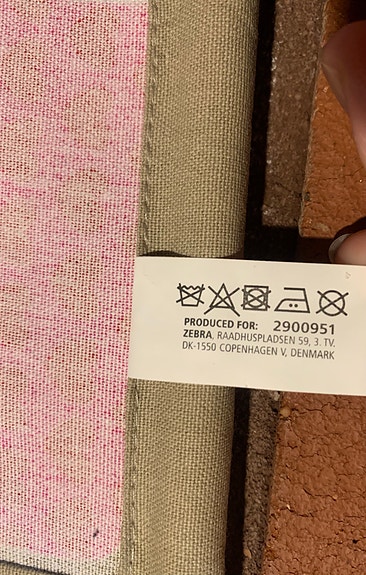 PRODUCED FOR: 2900951
ZEBRA, RAADHUSPLADSEN 59, 3. TV.
DK-1550 COPENHAGEN V, DENMARK